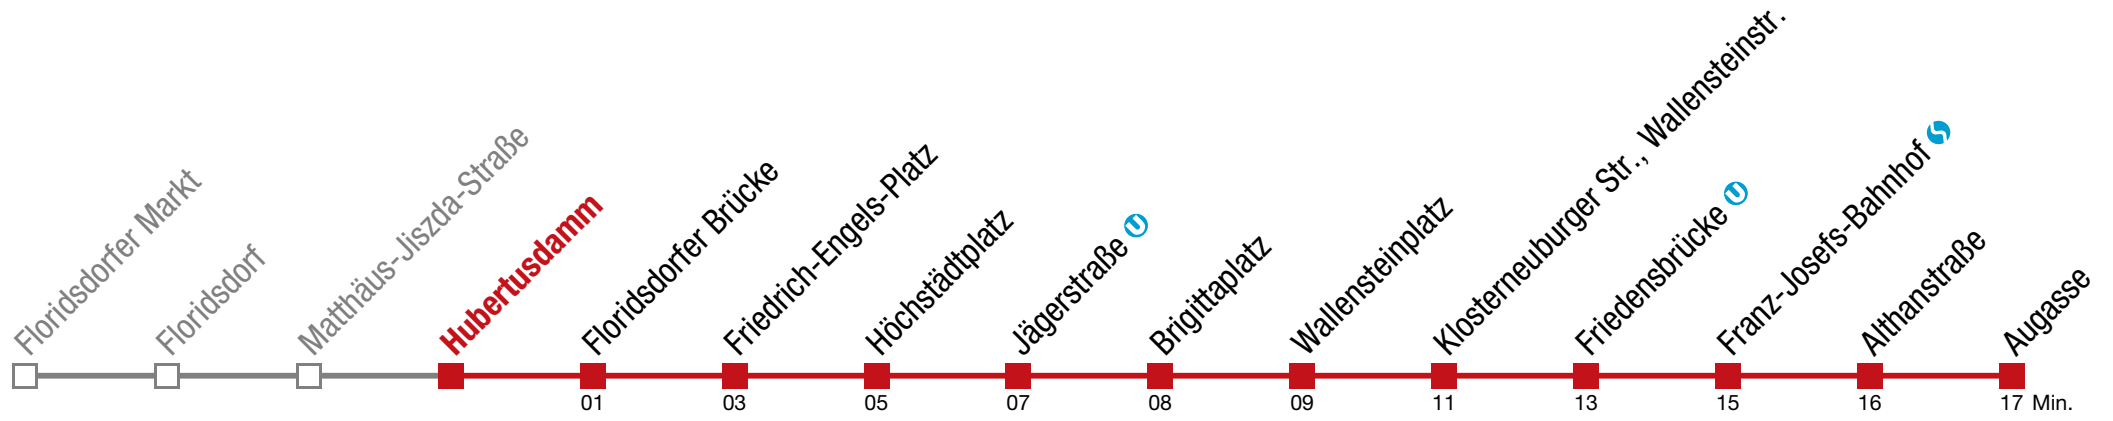 Floridsdorfer Markt
Floridsdorf
Matthäus-Jiszda-Straße
Hubertusdamm
Floridsdorfer Brücke
Friedrich-Engels-Platz
Höchstädtplatz
Jägerstraße U
Brigittaplatz
Wallensteinplatz
Klosterneuburger Str., Wallensteinstr.
Friedensbrücke U
Franz-Josefs-Bahnhof S
Althanstraße
Augasse
01 03 05 07 08 09 11 13 15 16 17 Min.